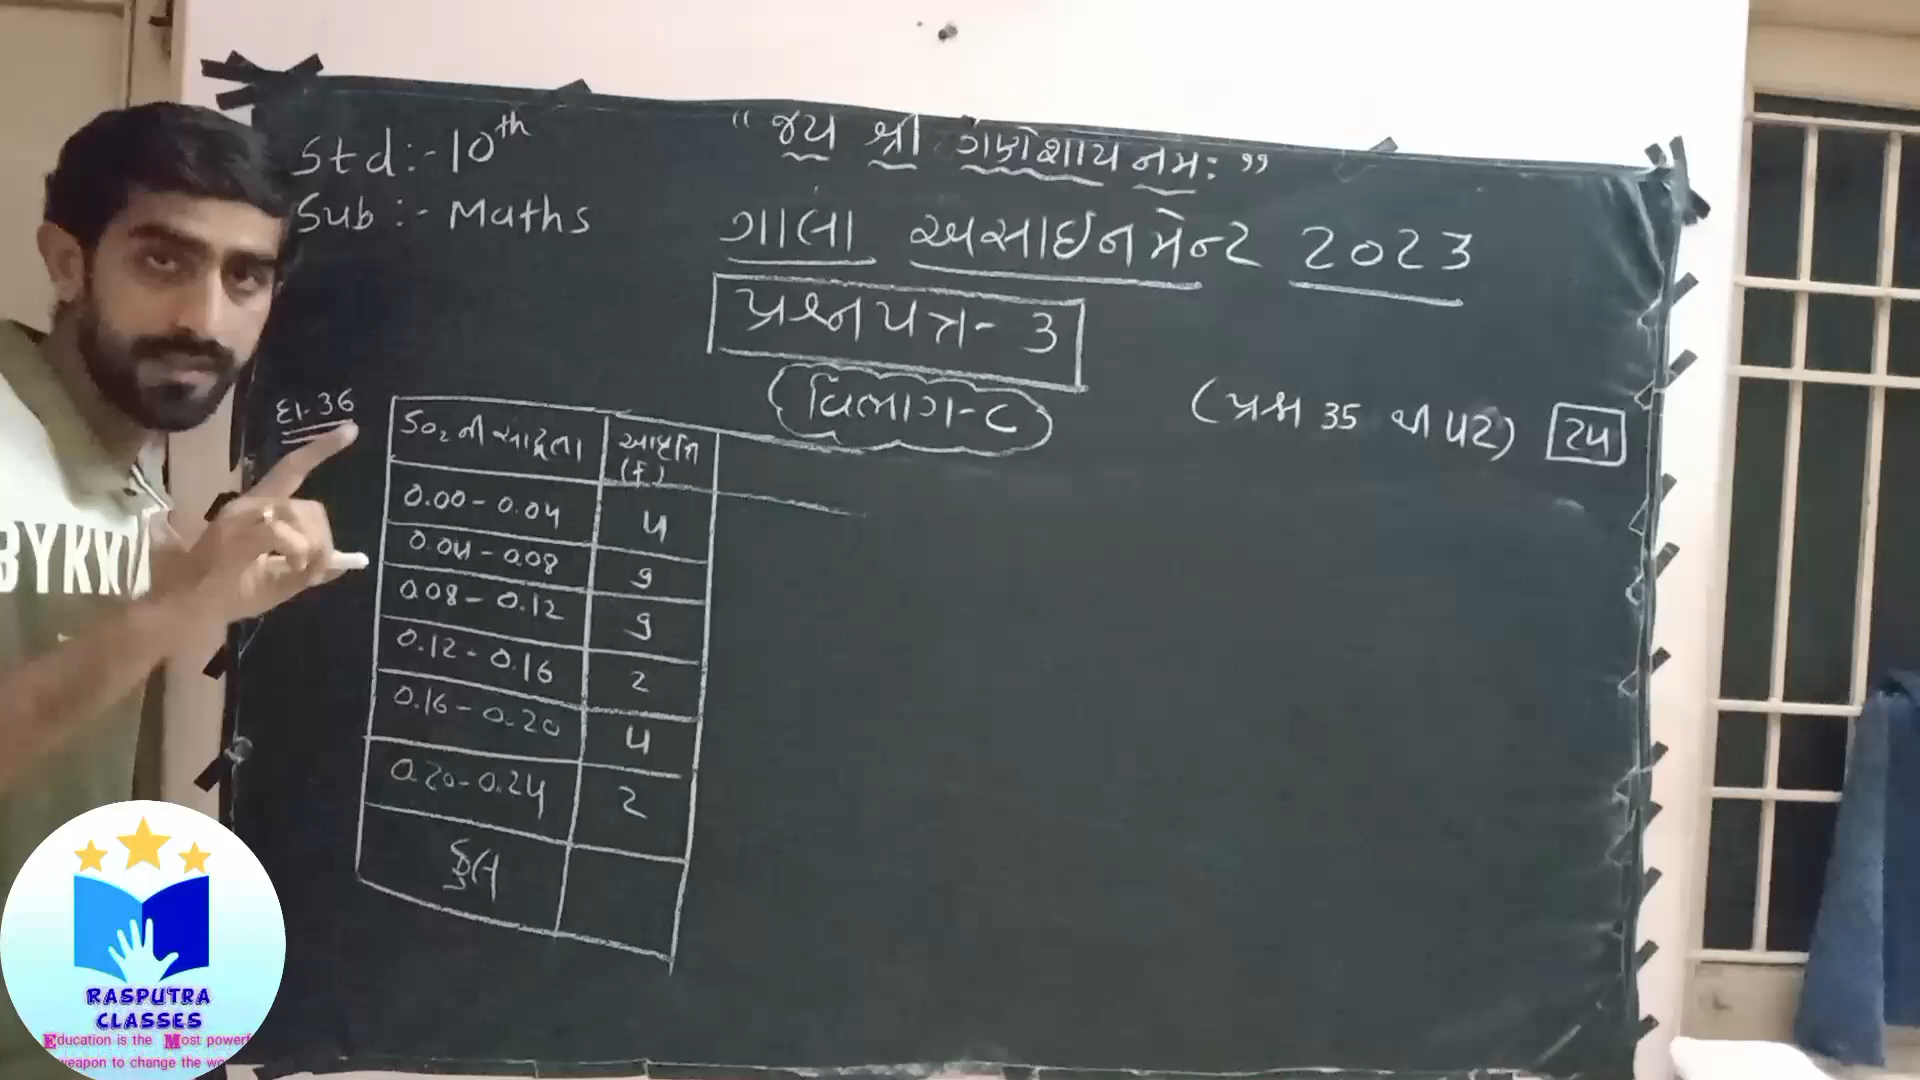 Std:- 10th
Sub :- Maths
“ જય શ્રી ગણેશાય નમઃ ”
ગાલા અસાઇનમેન્ટ 2023
પ્રશ્નપત્ર- 3
વિભાગ-C
(પ્રશ્ન 35 થી 42) 24
દા.36
SO2 ની સાંદ્રતા આવૃત્તિ (f)
0.00 - 0.04 4
0.04 - 0.08 9
0.08 - 0.12 9
0.12 - 0.16 2
0.16 - 0.20 4
0.20 - 0.24 2
કુલ
BYKK
RASPUTRA
CLASSES
Education is the Most powerf
weapon to change the wo